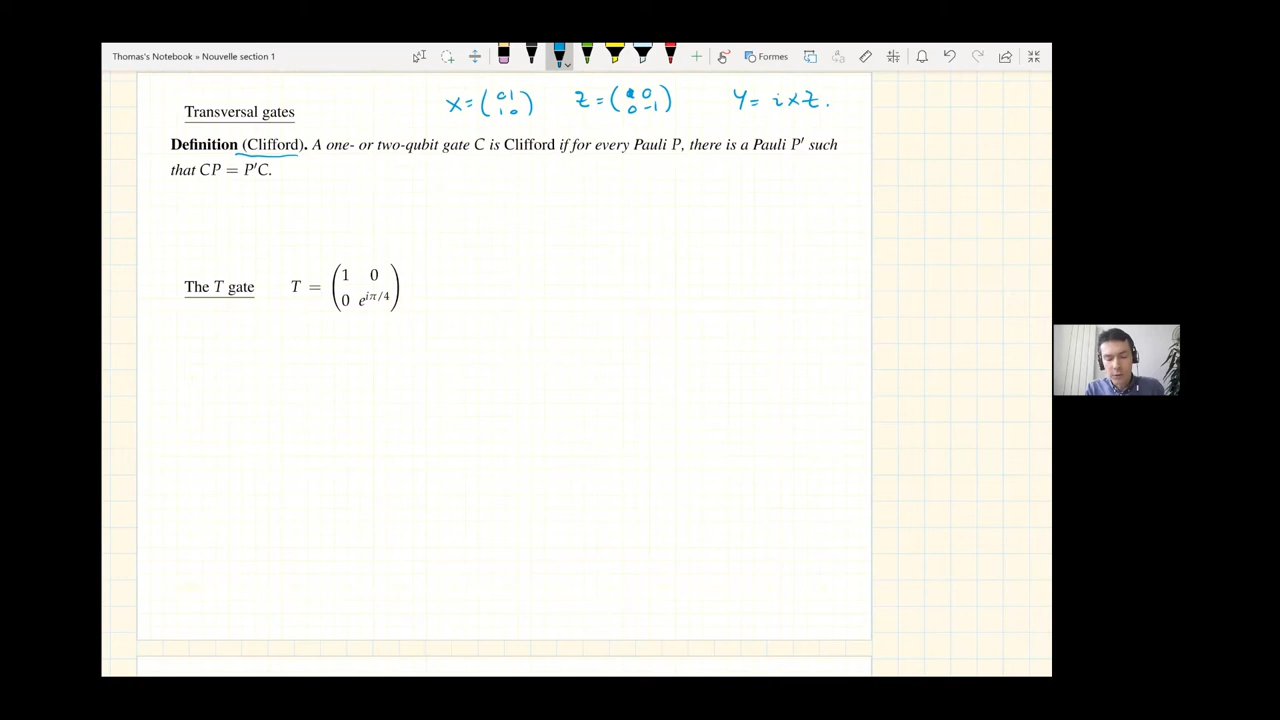 Thomas's Notebook » Nouvelle section 1
Formes
Transversal gates
X = (0 1 1 0) Z = (1 0 0 -1) Y = i X Z .
Definition (Clifford). A one- or two-qubit gate C is Clifford if for every Pauli P, there is a Pauli P′ such
that CP = P′C.
The T gate T = (1 0 0 e^{iπ/4})